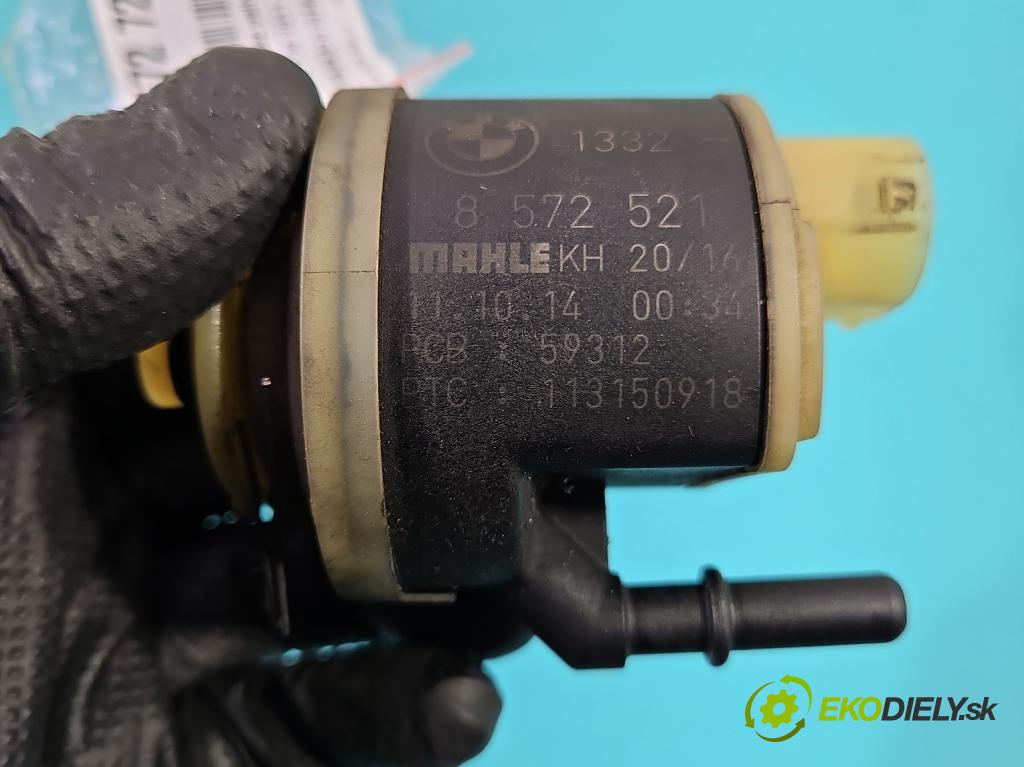 1332 -
8 572 521
MAHLE KH 20/16
11.10.14 00:34
PCB : 59312
PTC : 113150918
EKODIELY.sk